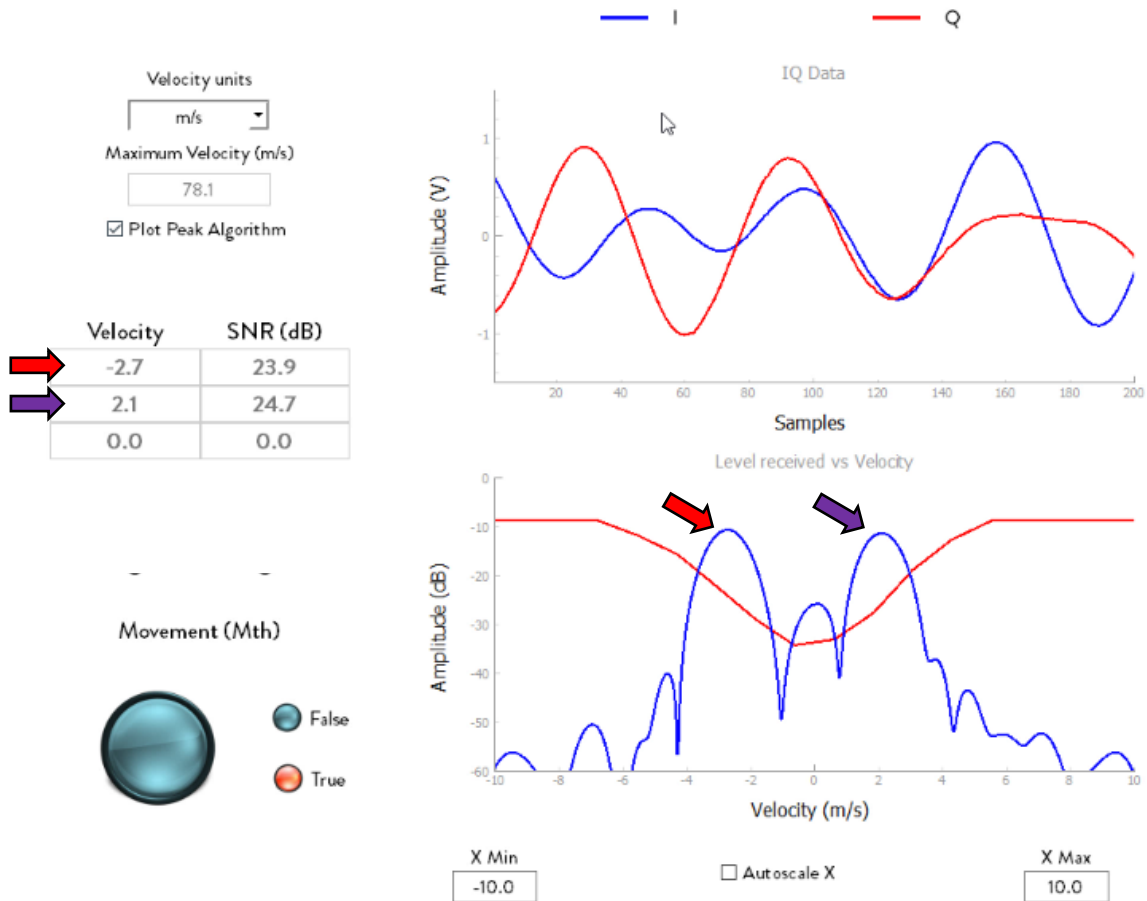 I Q
Velocity units
m/s
Maximum Velocity (m/s)
78.1
Plot Peak Algorithm
Velocity SNR (dB)
-2.7 23.9
2.1 24.7
0.0 0.0
Movement (Mth)
False
True
IQ Data
Amplitude (V)
1
0
-1
20 40 60 80 100 120 140 160 180 200
Samples
Level received vs Velocity
Amplitude (dB)
0
-10
-20
-30
-40
-50
-60
-10 -8 -6 -4 -2 0 2 4 6 8 10
Velocity (m/s)
X Min
-10.0
Autoscale X
X Max
10.0